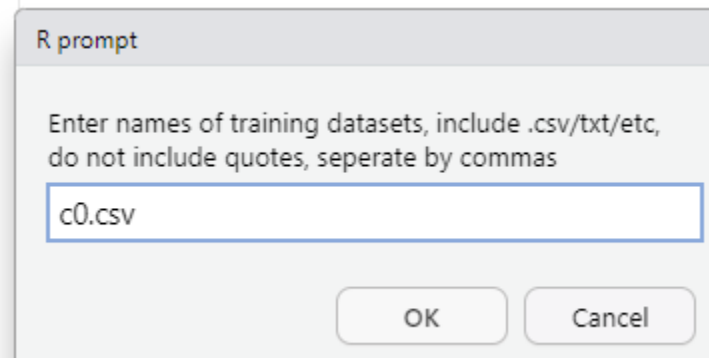 R prompt
Enter names of training datasets, include .csv/txt/etc,
do not include quotes, seperate by commas
c0.csv
OK Cancel